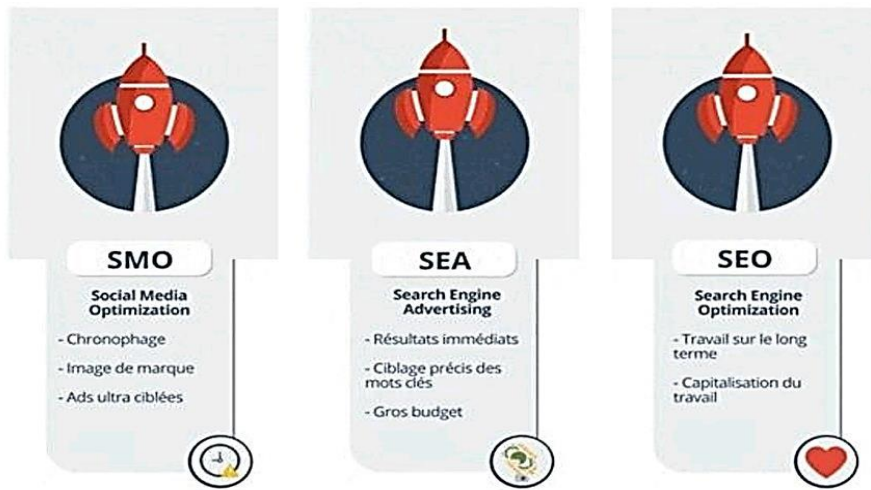 SMO
Social Media
Optimization
- Chronophage
- Image de marque
- Ads ultra ciblées
SEA
Search Engine
Advertising
- Résultats immédiats
- Ciblage précis des
mots clés
- Gros budget
SEO
Search Engine
Optimization
- Travail sur le long
terme
- Capitalisation du
travail